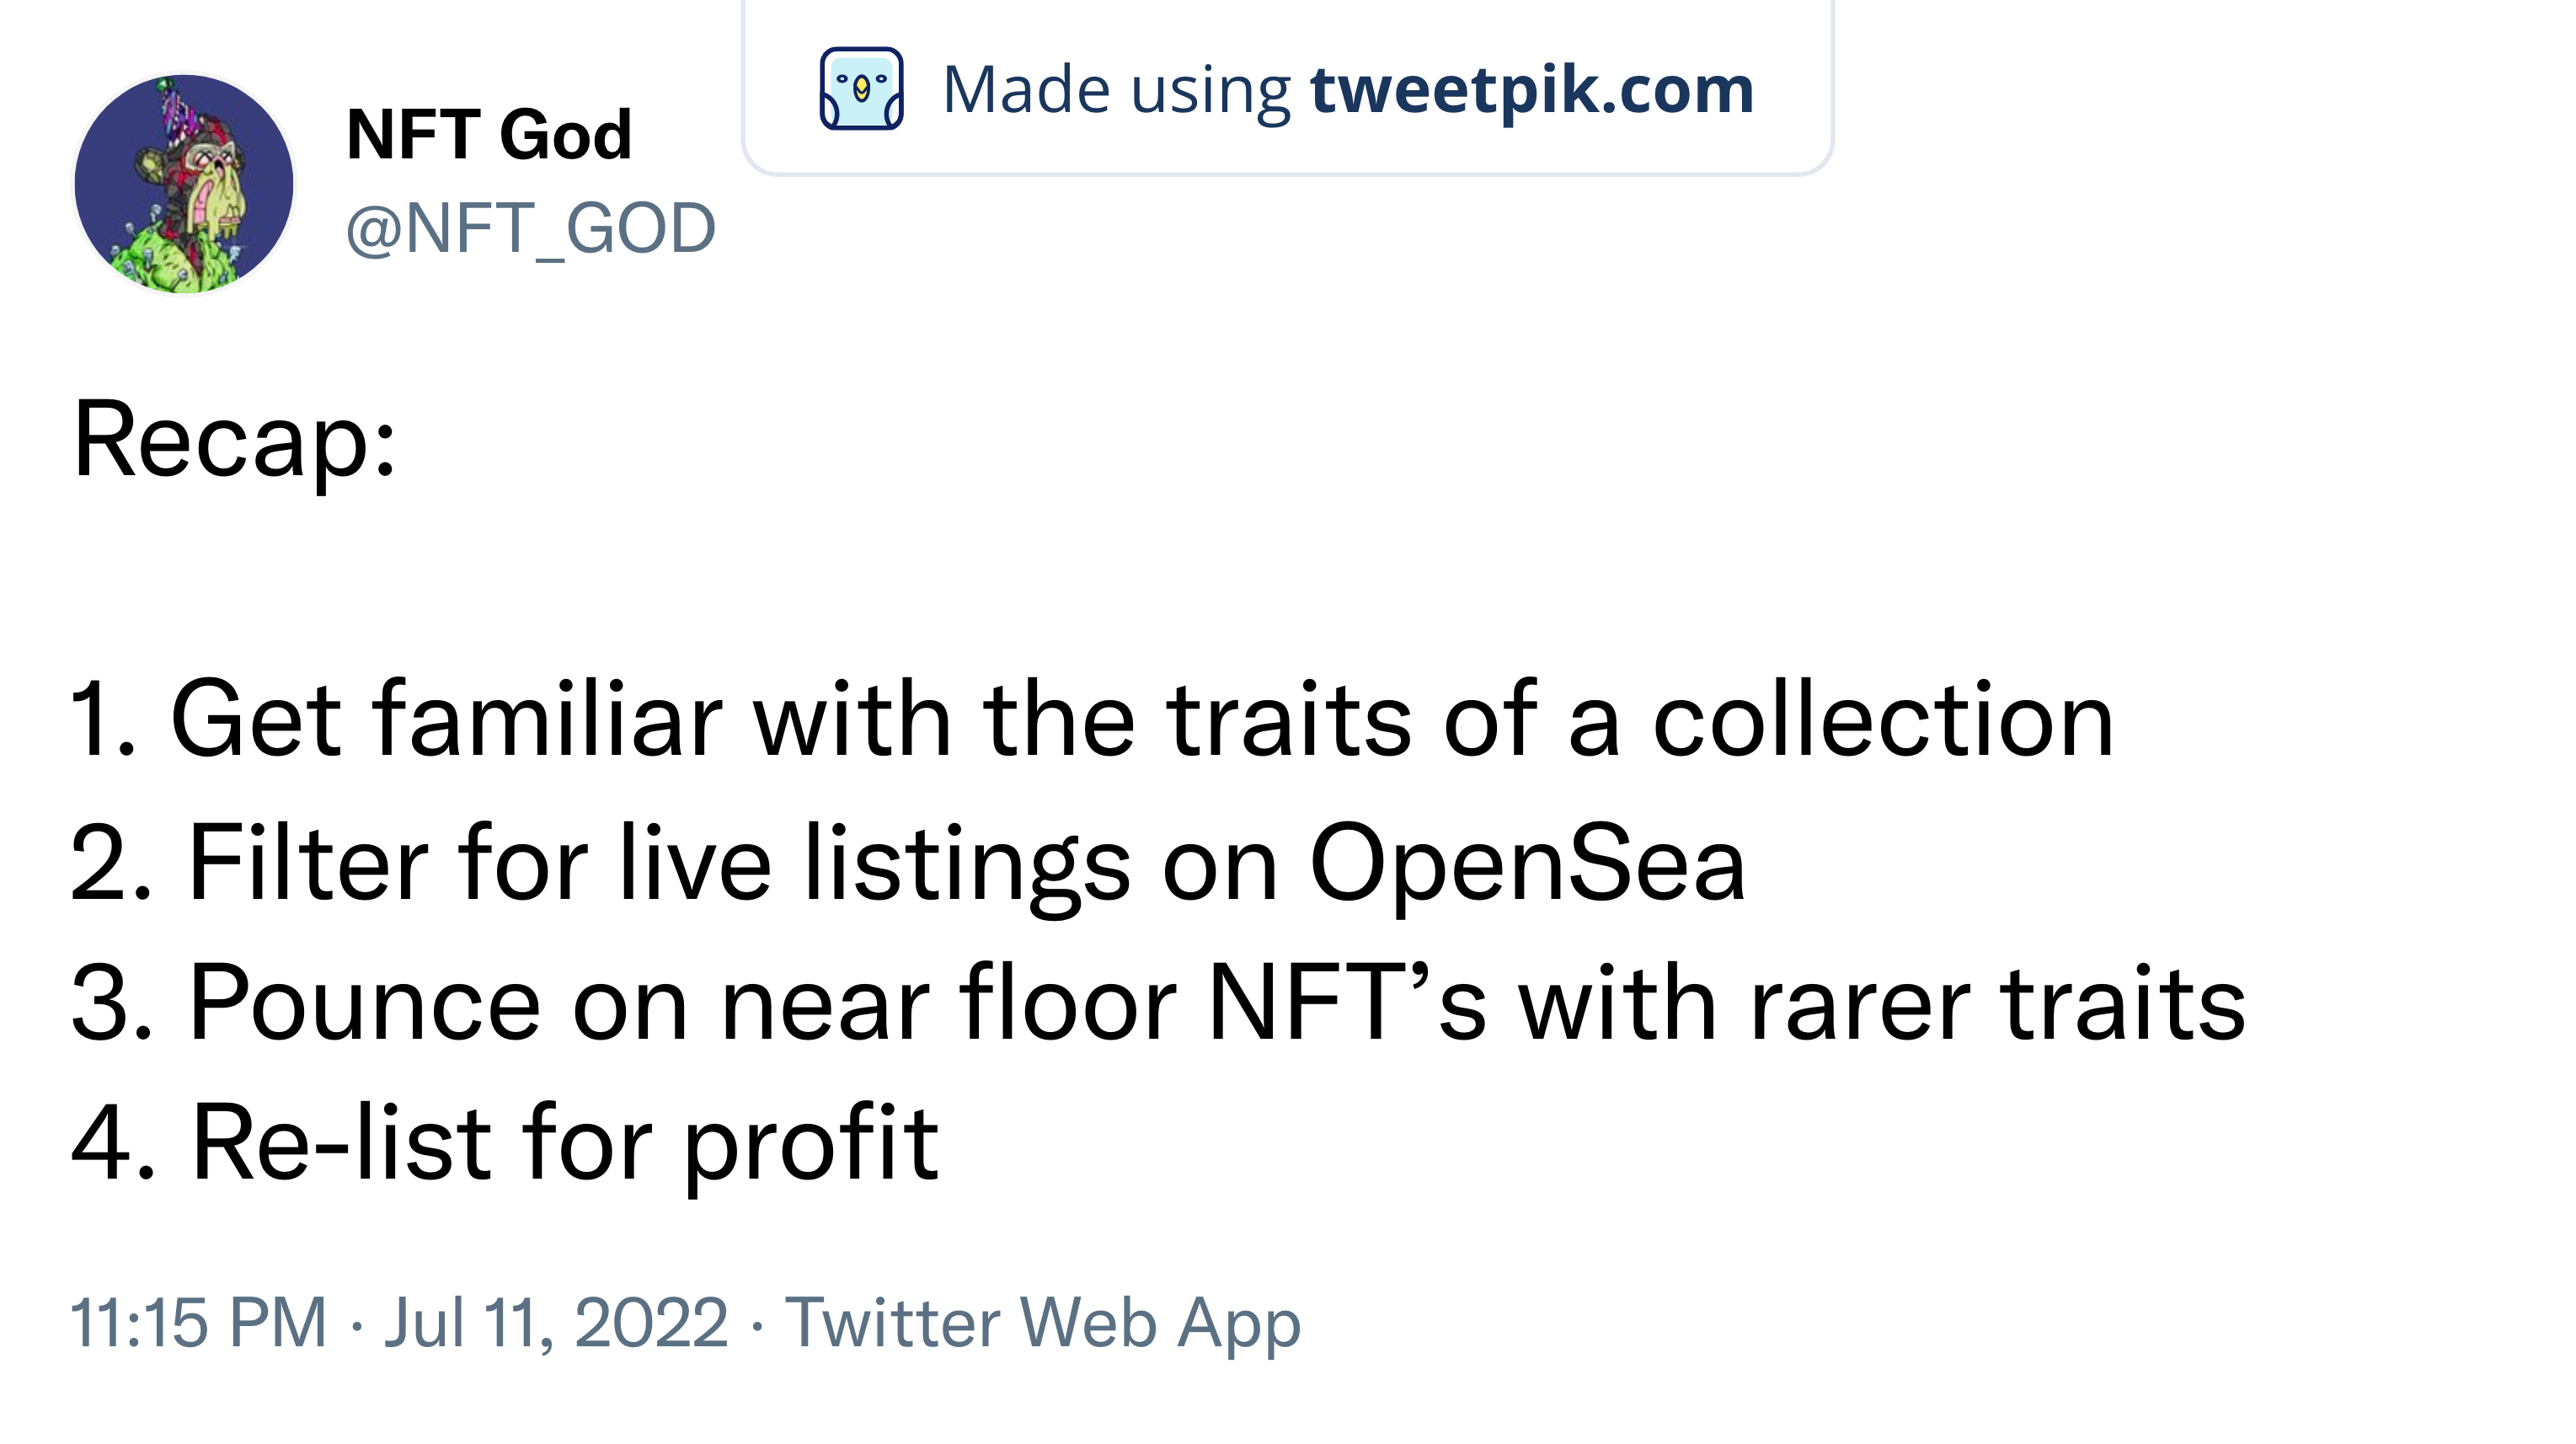 Made using tweetpik.com
NFT God
@NFT_GOD
Recap:
1. Get familiar with the traits of a collection
2. Filter for live listings on OpenSea
3. Pounce on near floor NFT’s with rarer traits
4. Re-list for profit
11:15 PM · Jul 11, 2022 · Twitter Web App